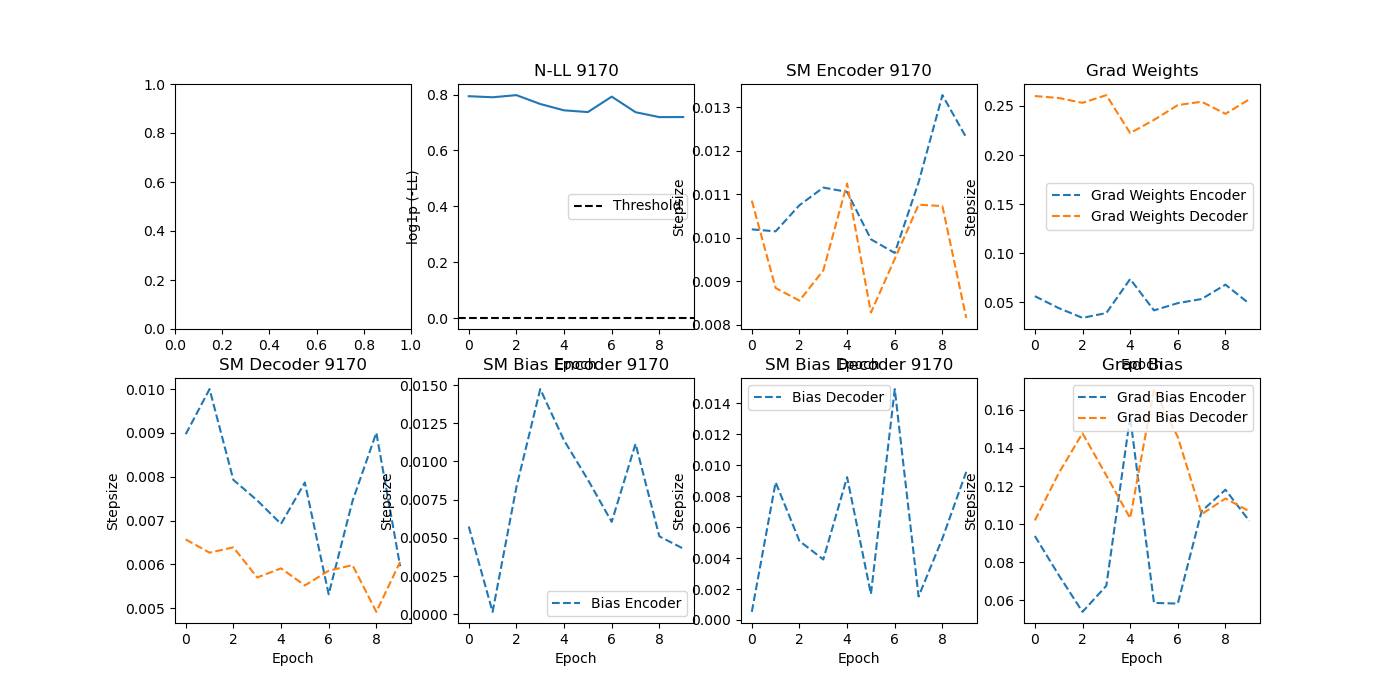 N-LL 9170
SM Encoder 9170
Grad Weights
1.0
0.8
0.6
0.4
0.2
0.0
0.0 0.2 0.4 0.6 0.8 1.0
log1p (-LL)
0.8
0.6
0.4
0.2
0.0
Threshold
0 2 4 6 8
Epoch
Stepsize
0.013
0.012
0.011
0.010
0.009
0.008
0 2 4 6 8
Epoch
Stepsize
0.25
0.20
0.15
0.10
0.05
Grad Weights Encoder
Grad Weights Decoder
0 2 4 6 8
Epoch
SM Decoder 9170
SM Bias Encoder 9170
SM Bias Decoder 9170
Grad Bias
Stepsize
0.010
0.009
0.008
0.007
0.006
0.005
0 2 4 6 8
Epoch
Stepsize
0.0150
0.0125
0.0100
0.0075
0.0050
0.0025
0.0000
Bias Encoder
0 2 4 6 8
Epoch
Stepsize
0.014
0.012
0.010
0.008
0.006
0.004
0.002
0.000
Bias Decoder
0 2 4 6 8
Epoch
Stepsize
0.16
0.14
0.12
0.10
0.08
0.06
Grad Bias Encoder
Grad Bias Decoder
0 2 4 6 8
Epoch